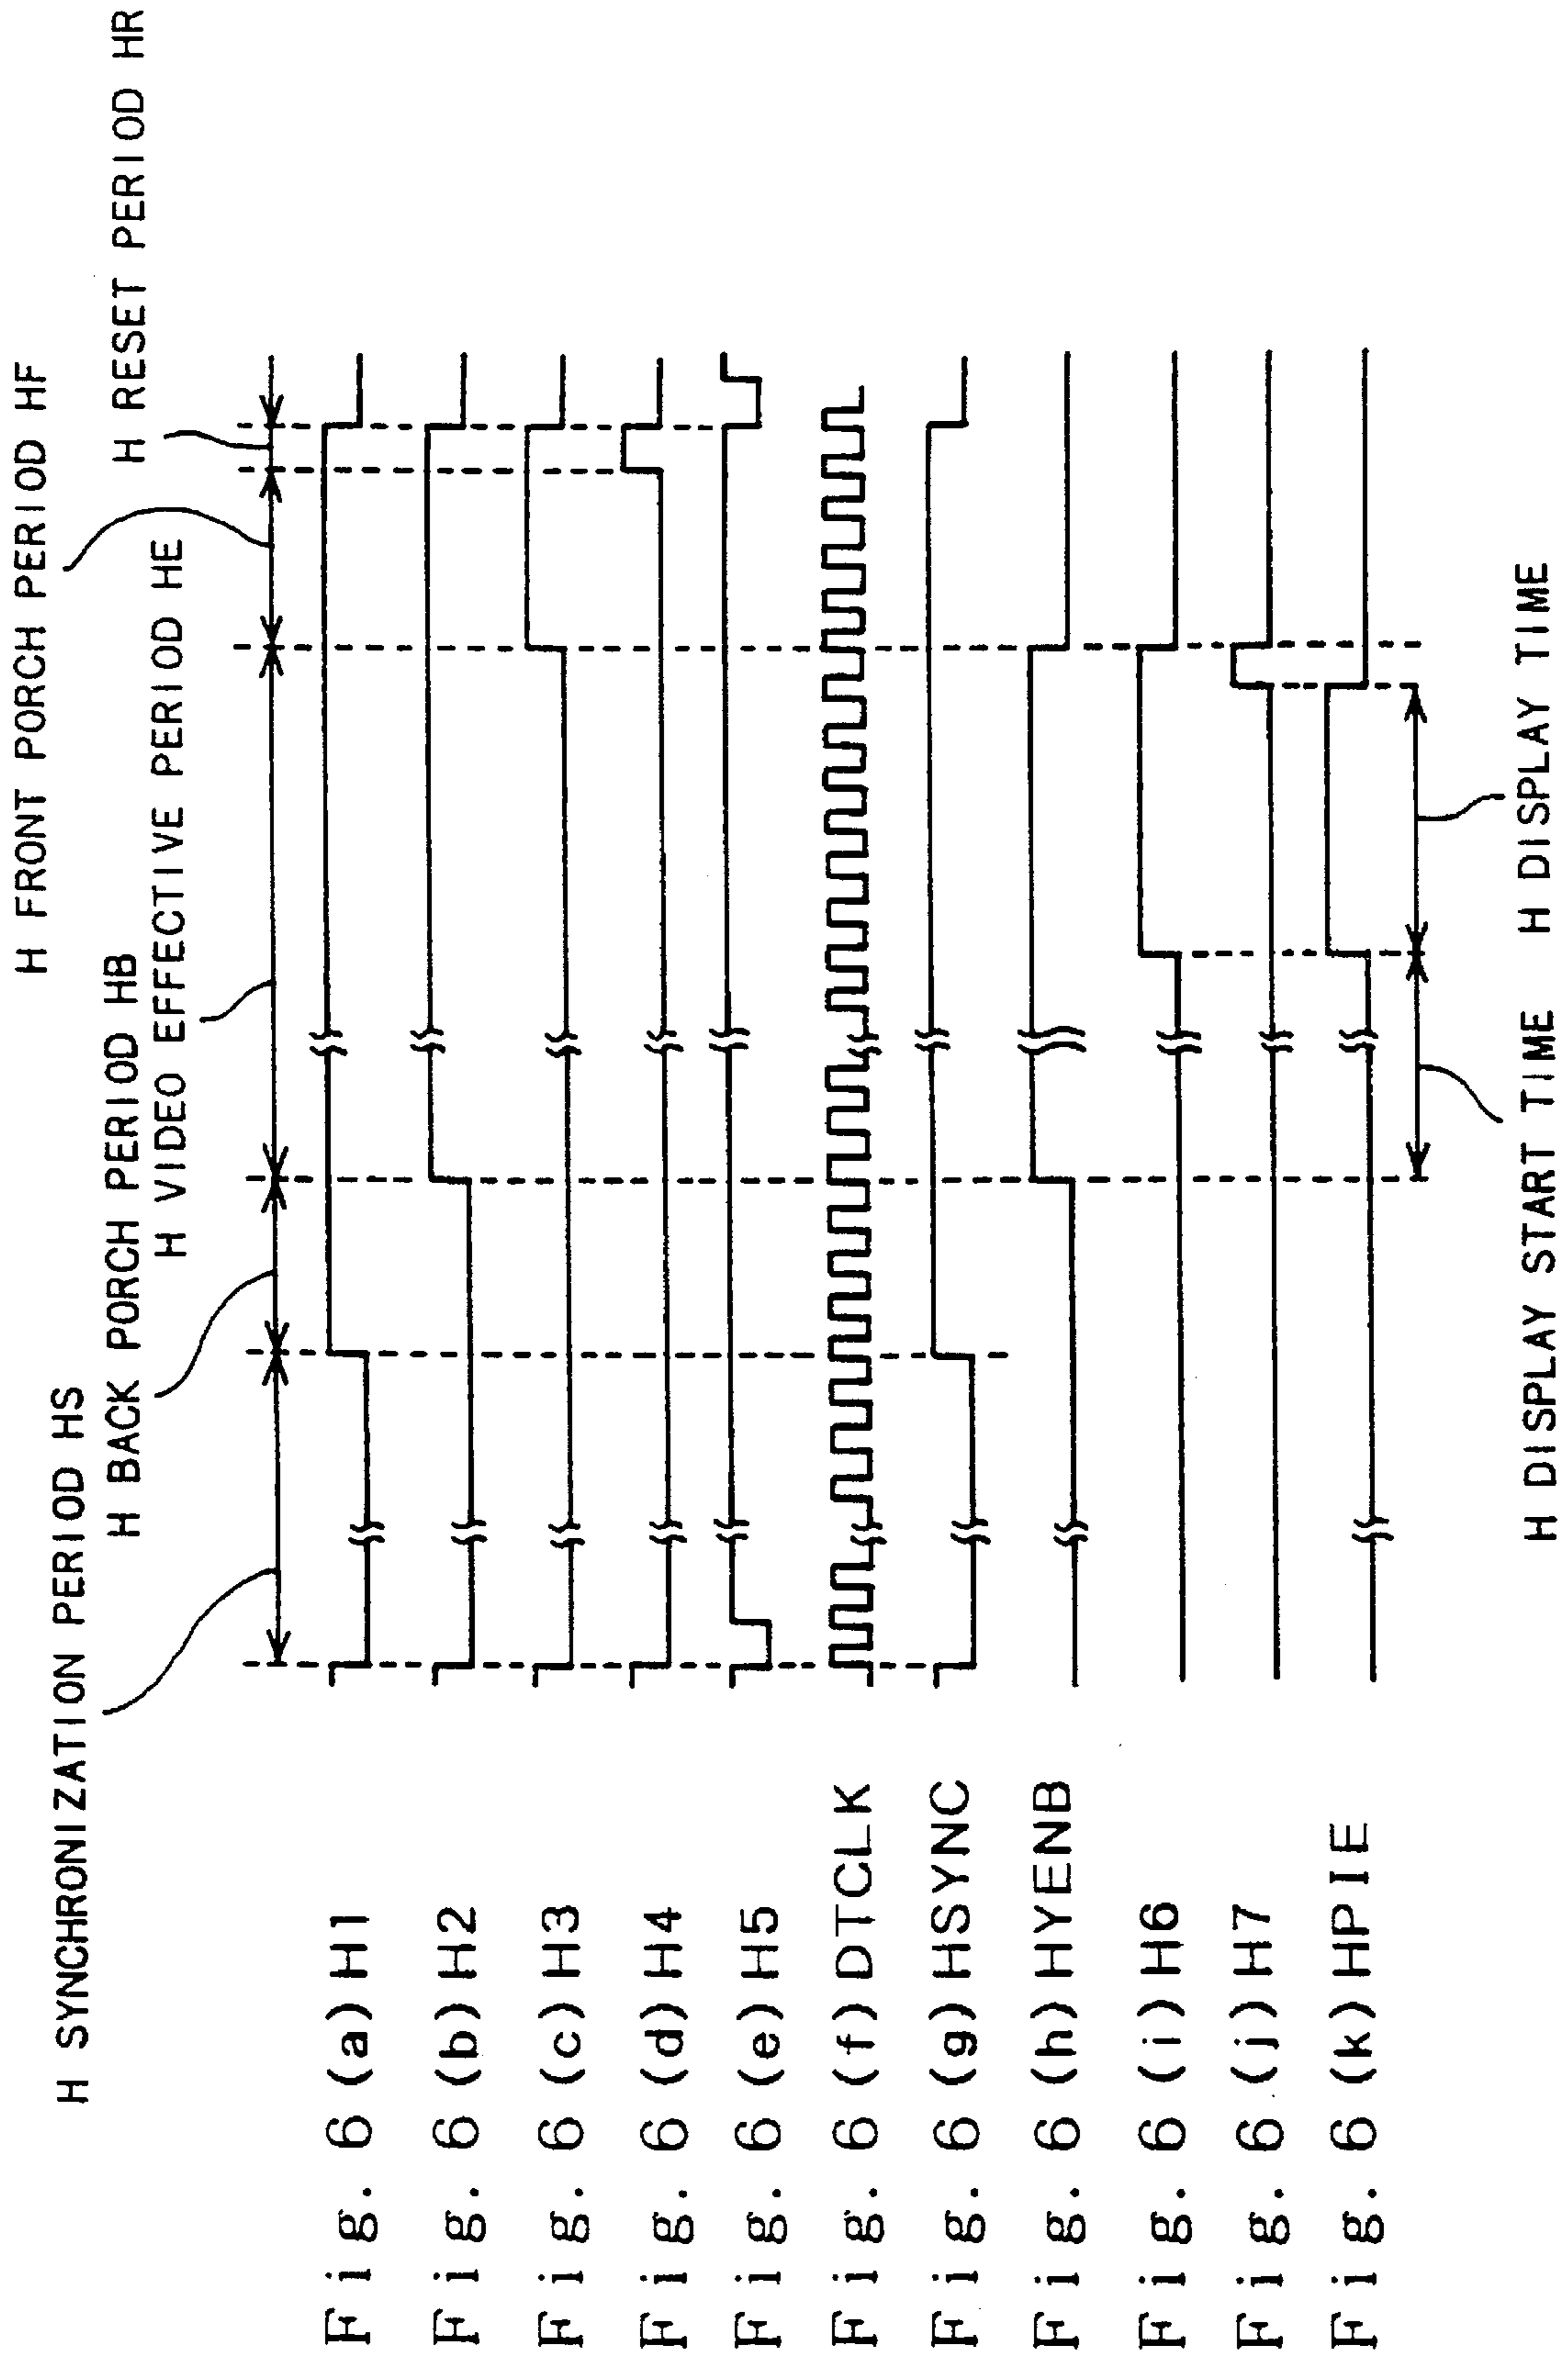 H SYNCHRONIZATION PERIOD HS
H BACK PORCH PERIOD HB
H VIDEO EFFECTIVE PERIOD HE
H FRONT PORCH PERIOD HF
H RESET PERIOD HR
Fig. 6 (a) H1
Fig. 6 (b) H2
Fig. 6 (c) H3
Fig. 6 (d) H4
Fig. 6 (e) H5
Fig. 6 (f) DTCLK
Fig. 6 (g) HSYNC
Fig. 6 (h) HYENB
Fig. 6 (i) H6
Fig. 6 (j) H7
Fig. 6 (k) HPIE
H DISPLAY START TIME
H DISPLAY TIME